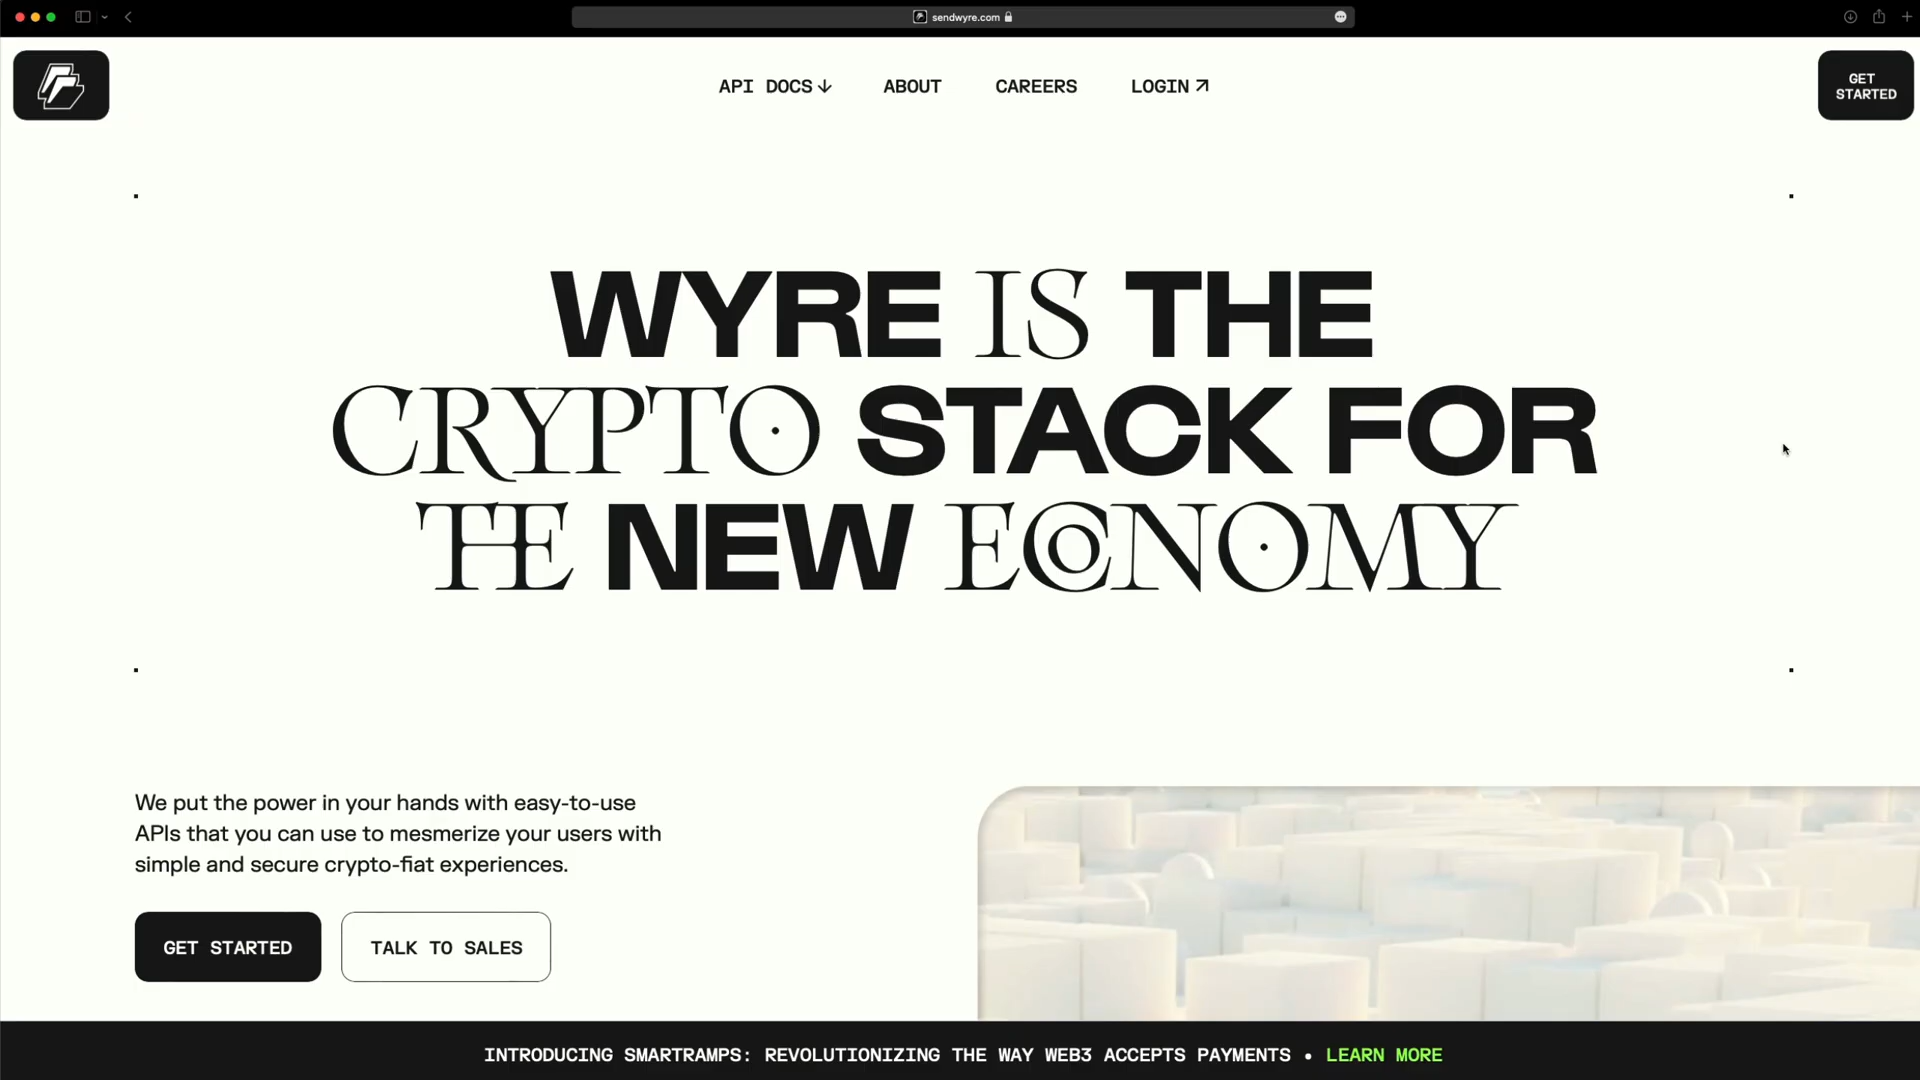 sendwyre.com
API DOCS↓ ABOUT CAREERS LOGIN↗
GET
STARTED
WYRE IS THE
CRYPTO STACK FOR
THE NEW ECONOMY
We put the power in your hands with easy-to-use
APIs that you can use to mesmerize your users with
simple and secure crypto-fiat experiences.
GET STARTED
TALK TO SALES
INTRODUCING SMARTRAMPS: REVOLUTIONIZING THE WAY WEB3 ACCEPTS PAYMENTS • LEARN MORE